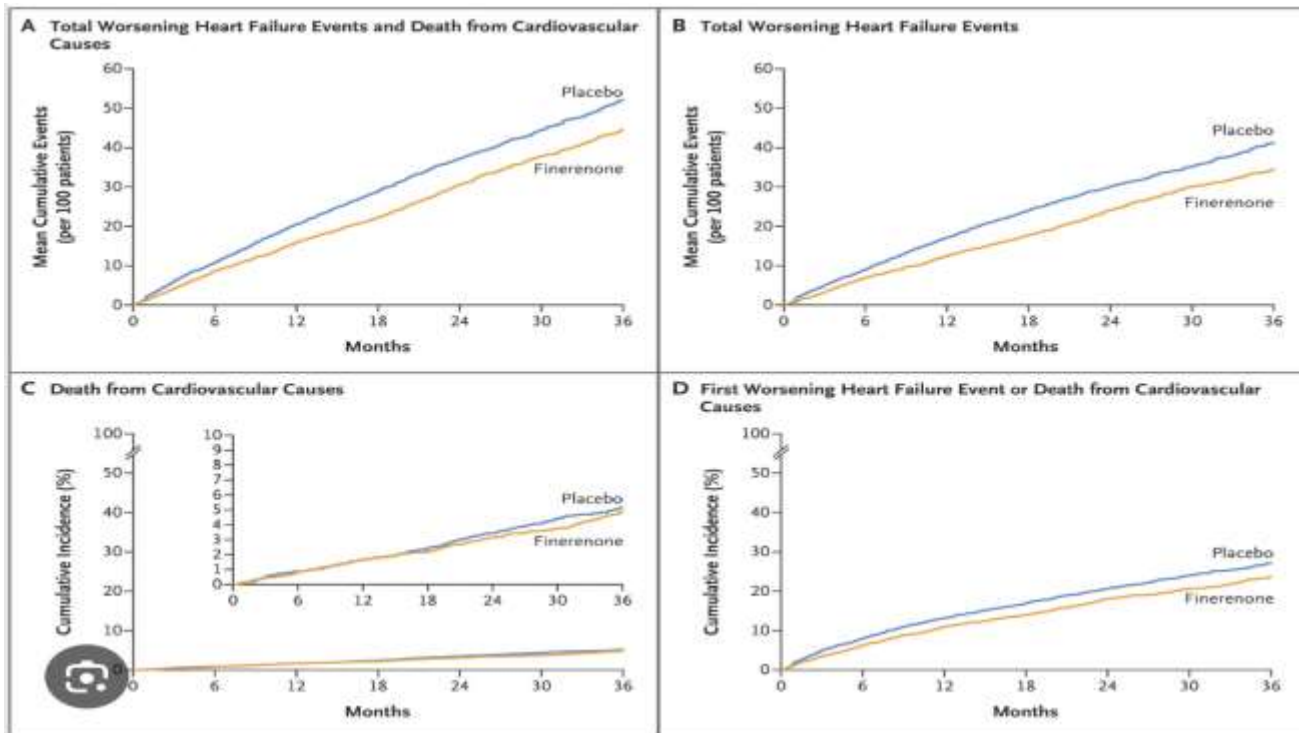 A Total Worsening Heart Failure Events and Death from Cardiovascular
Causes
Mean Cumulative Events
(per 100 patients)
60
50
40
30
20
10
0
Placebo
Finerenone
0 6 12 18 24 30 36
Months
B Total Worsening Heart Failure Events
Mean Cumulative Events
(per 100 patients)
60
50
40
30
20
10
0
Placebo
Finerenone
0 6 12 18 24 30 36
Months
C Death from Cardiovascular Causes
Cumulative Incidence (%)
100
50
40
30
20
10
0
10
9
8
7
6
5
4
3
2
1
0
Placebo
Finerenone
0 6 12 18 24 30 36
0 6 12 18 24 30 36
Months
D First Worsening Heart Failure Event or Death from Cardiovascular
Causes
Cumulative Incidence (%)
100
50
40
30
20
10
0
Placebo
Finerenone
0 6 12 18 24 30 36
Months